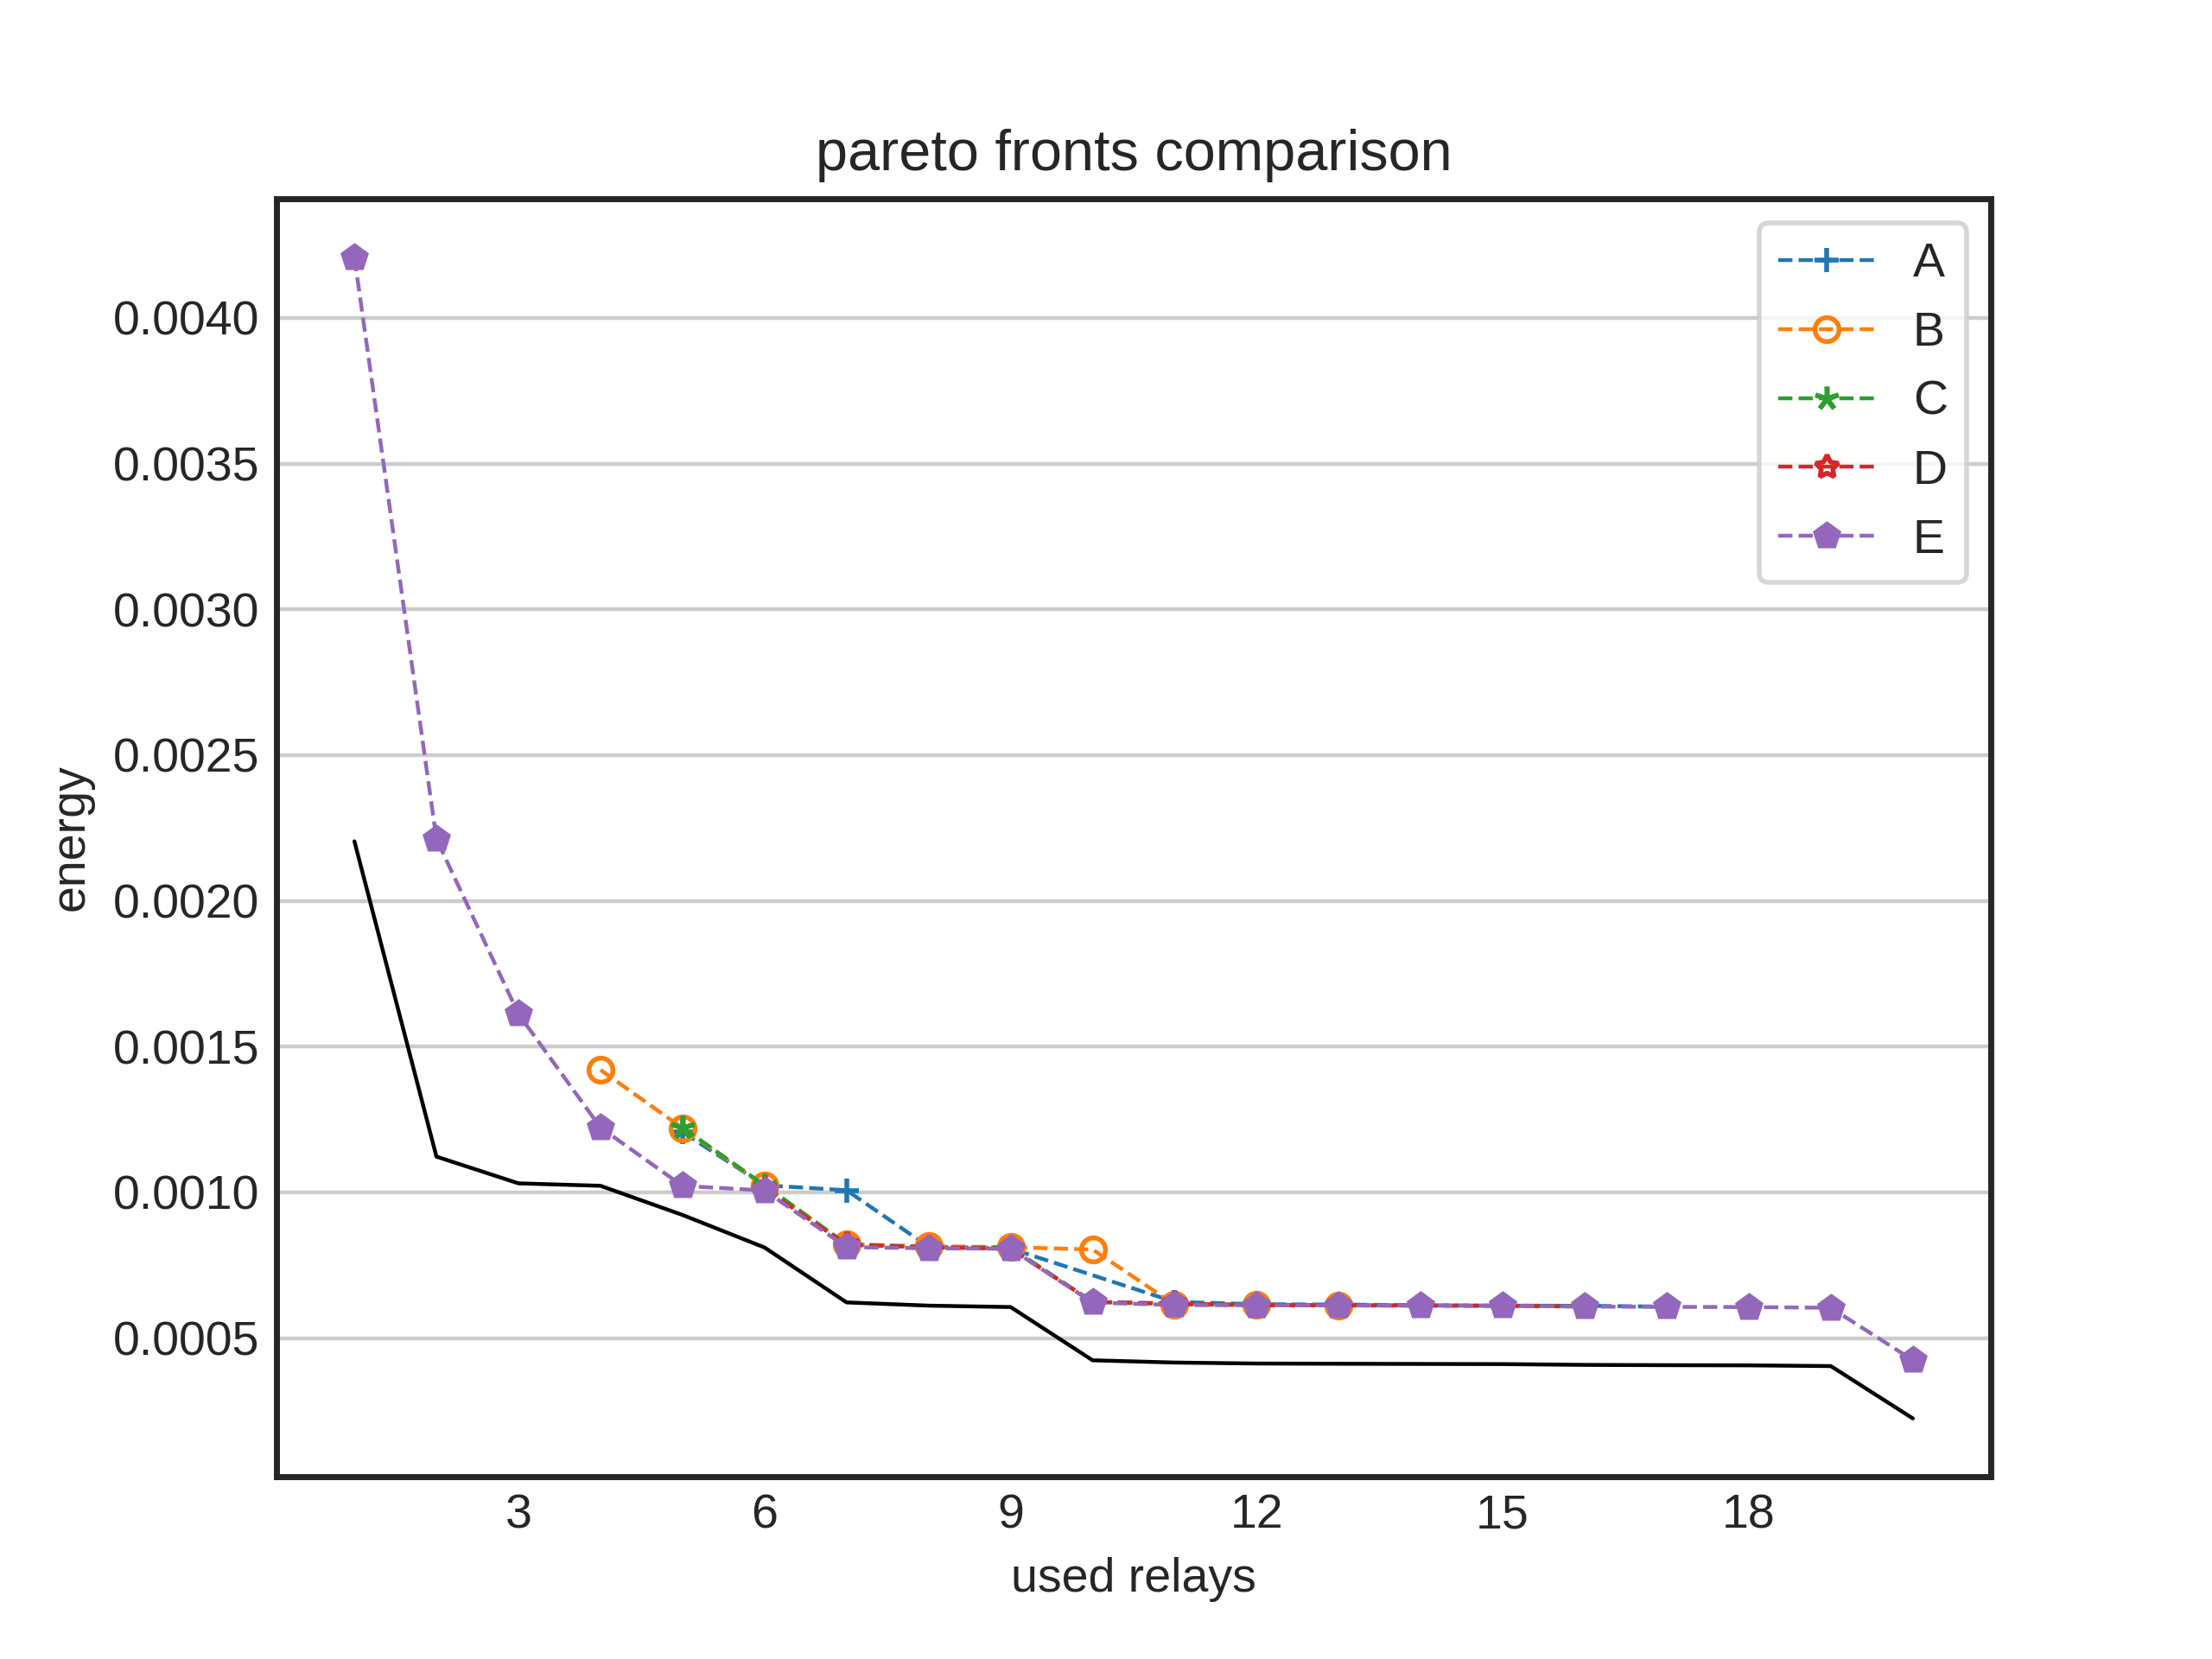 pareto fronts comparison
A
B
C
D
E
0.0040
0.0035
0.0030
0.0025
0.0020
0.0015
0.0010
0.0005
energy
3 6 9 12 15 18
used relays